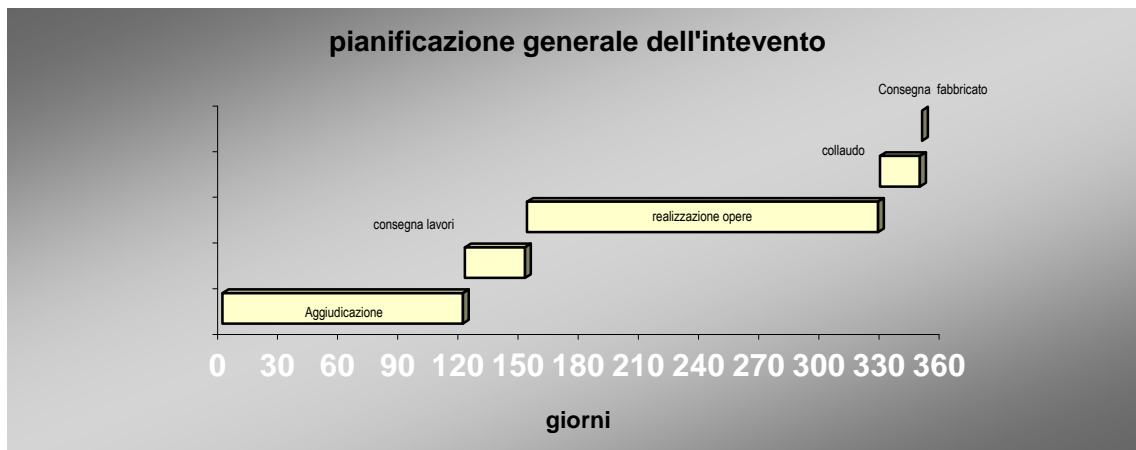 pianificazione generale dell'intevento
Consegna fabbricato
collaudo
realizzazione opere
consegna lavori
Aggiudicazione
0 30 60 90 120 150 180 210 240 270 300 330 360
giorni